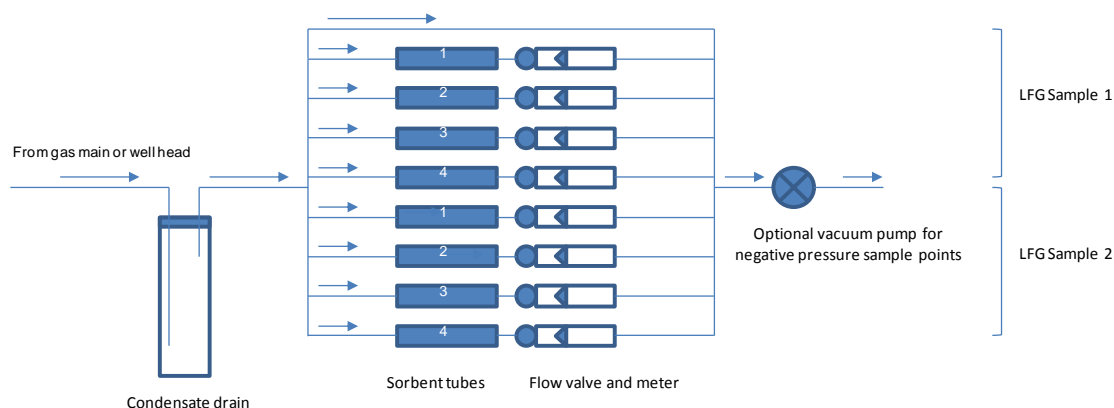 LFG Sample 1
From gas main or well head
1
2
3
4
1
2
3
4
Optional vacuum pump for
negative pressure sample points
LFG Sample 2
Sorbent tubes
Flow valve and meter
Condensate drain